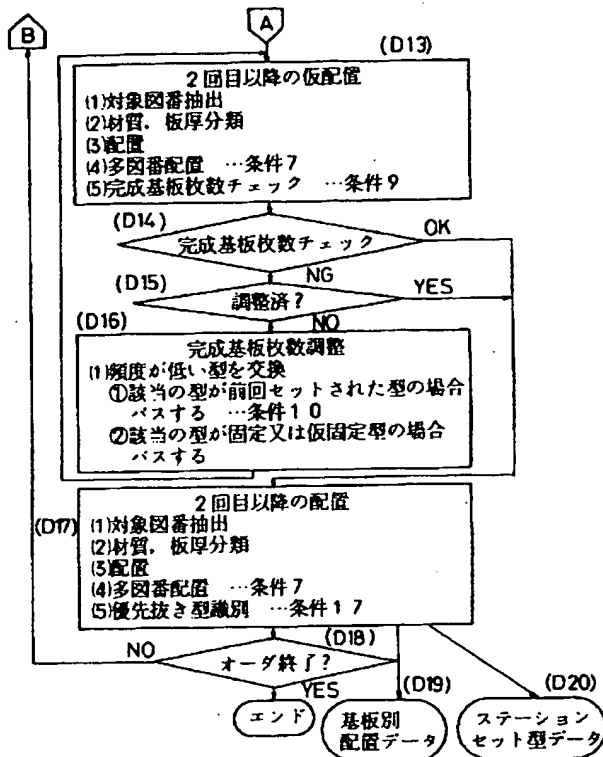 B
A
(D13)
2回目以降の仮配置
(1)対象図番抽出
(2)材質.板厚分類
(3)配置
(4)多図番配置 …条件7
(5)完成基板枚数チェック …条件9
(D14)
完成基板枚数チェック
OK
NG
(D15)
調整済?
YES
NO
(D16)
完成基板枚数調整
(1)頻度が低い型を交換
①該当の型が前回セットされた型の場合
パスする …条件10
②該当の型が固定又は仮固定型の場合
パスする
(D17)
2回目以降の配置
(1)対象図番抽出
(2)材質.板厚分類
(3)配置
(4)多図番配置 …条件7
(5)優先抜き型識別 …条件17
(D18)
NO
オーダ終了?
YES
(D19)
(D20)
エンド
基板別
配置データ
ステーション
セット型データ